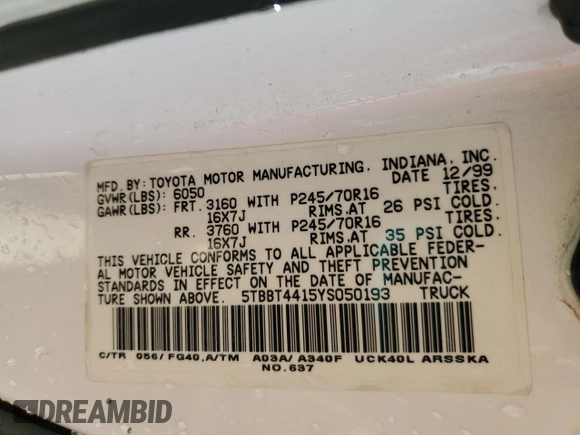 MFD. BY: TOYOTA MOTOR MANUFACTURING, INDIANA, INC.
GVWR(LBS): 6050 DATE 12/99
GAWR(LBS): FRT. 3160 WITH P245/70R16 TIRES.
16X7J RIMS.AT 26 PSI COLD.
RR. 3760 WITH P245/70R16 TIRES.
16X7J RIMS.AT 35 PSI COLD.
THIS VEHICLE CONFORMS TO ALL APPLICABLE FEDER-
AL MOTOR VEHICLE SAFETY AND THEFT PREVENTION
STANDARDS IN EFFECT ON THE DATE OF MANUFAC-
TURE SHOWN ABOVE. 5TBBT4415YS050193 TRUCK
C/TR 056/ FG40,A/TM A03A/ A340F UCK40L ARSSKA
NO.637
DREAMBID